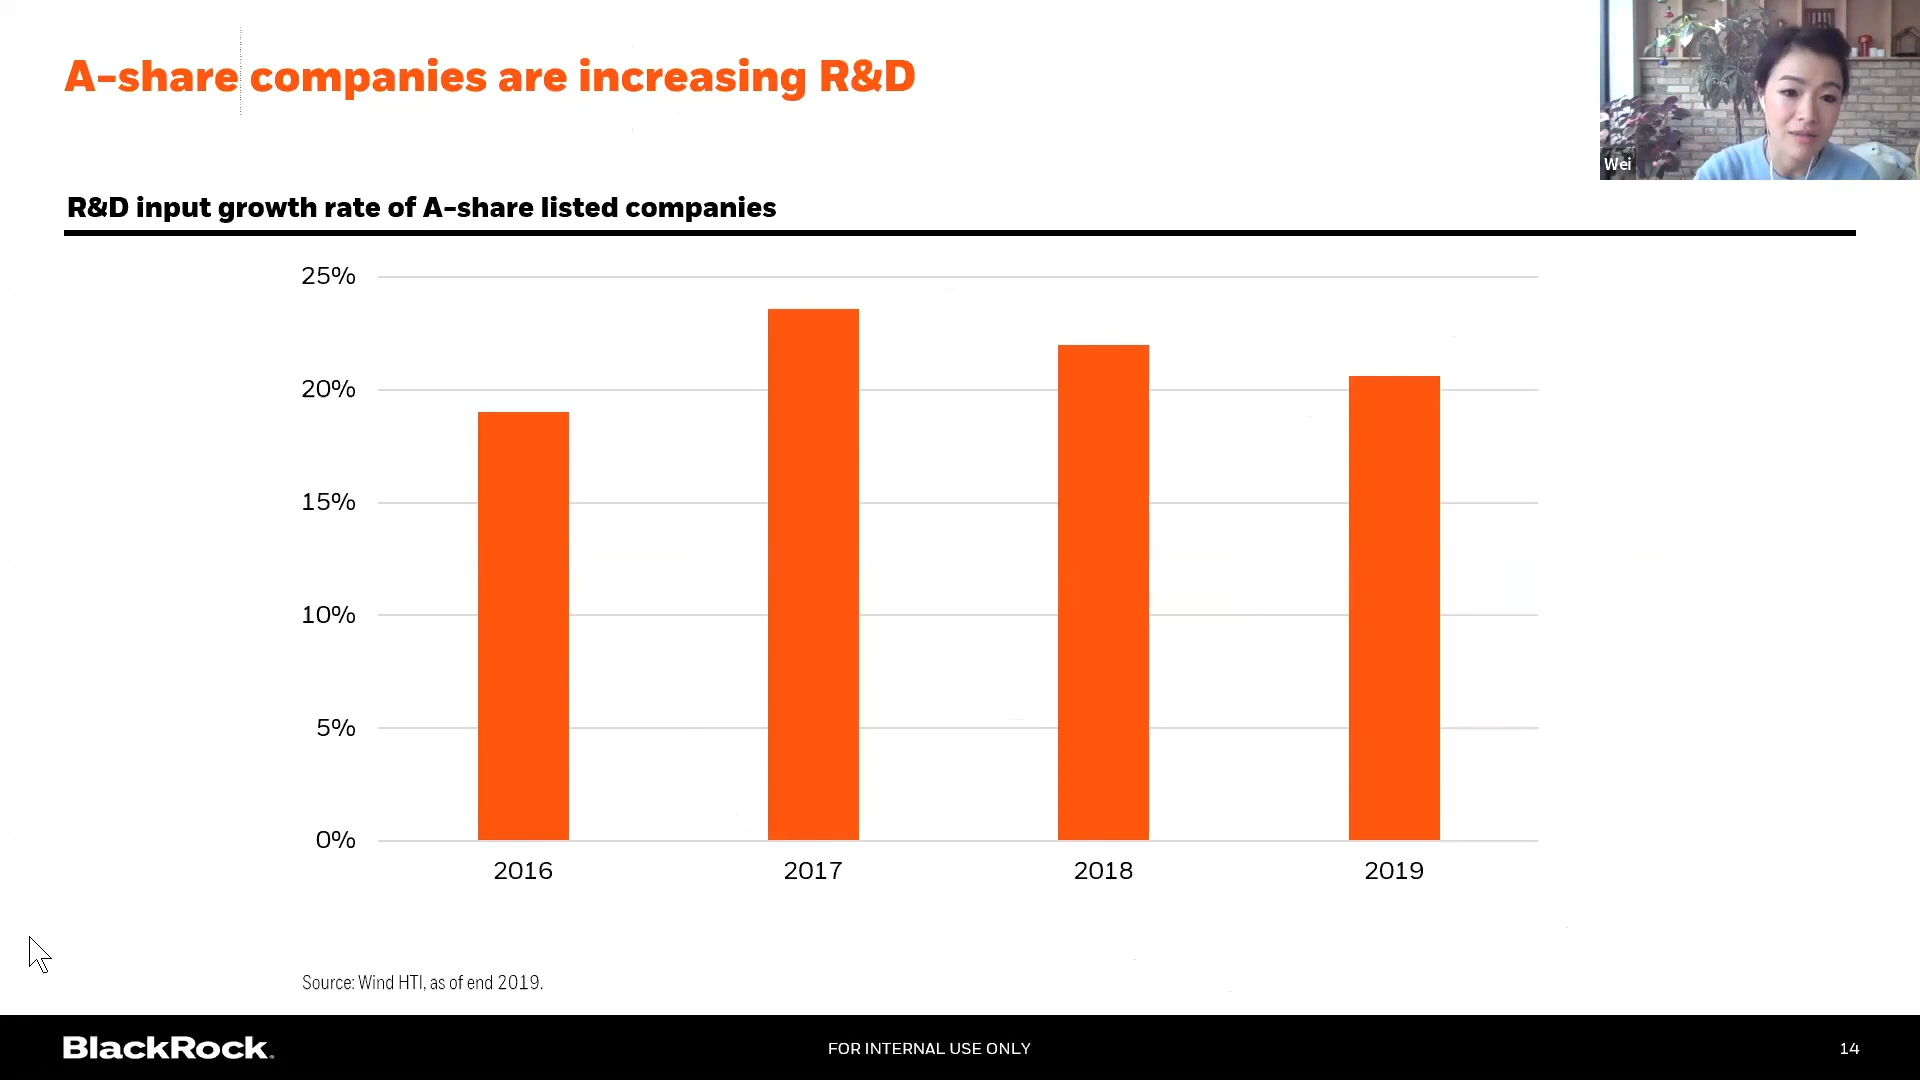 A-share companies are increasing R&D
Wei
R&D input growth rate of A-share listed companies
25%
20%
15%
10%
5%
0%
2016 2017 2018 2019
Source: Wind HTI, as of end 2019.
BlackRock. FOR INTERNAL USE ONLY 14